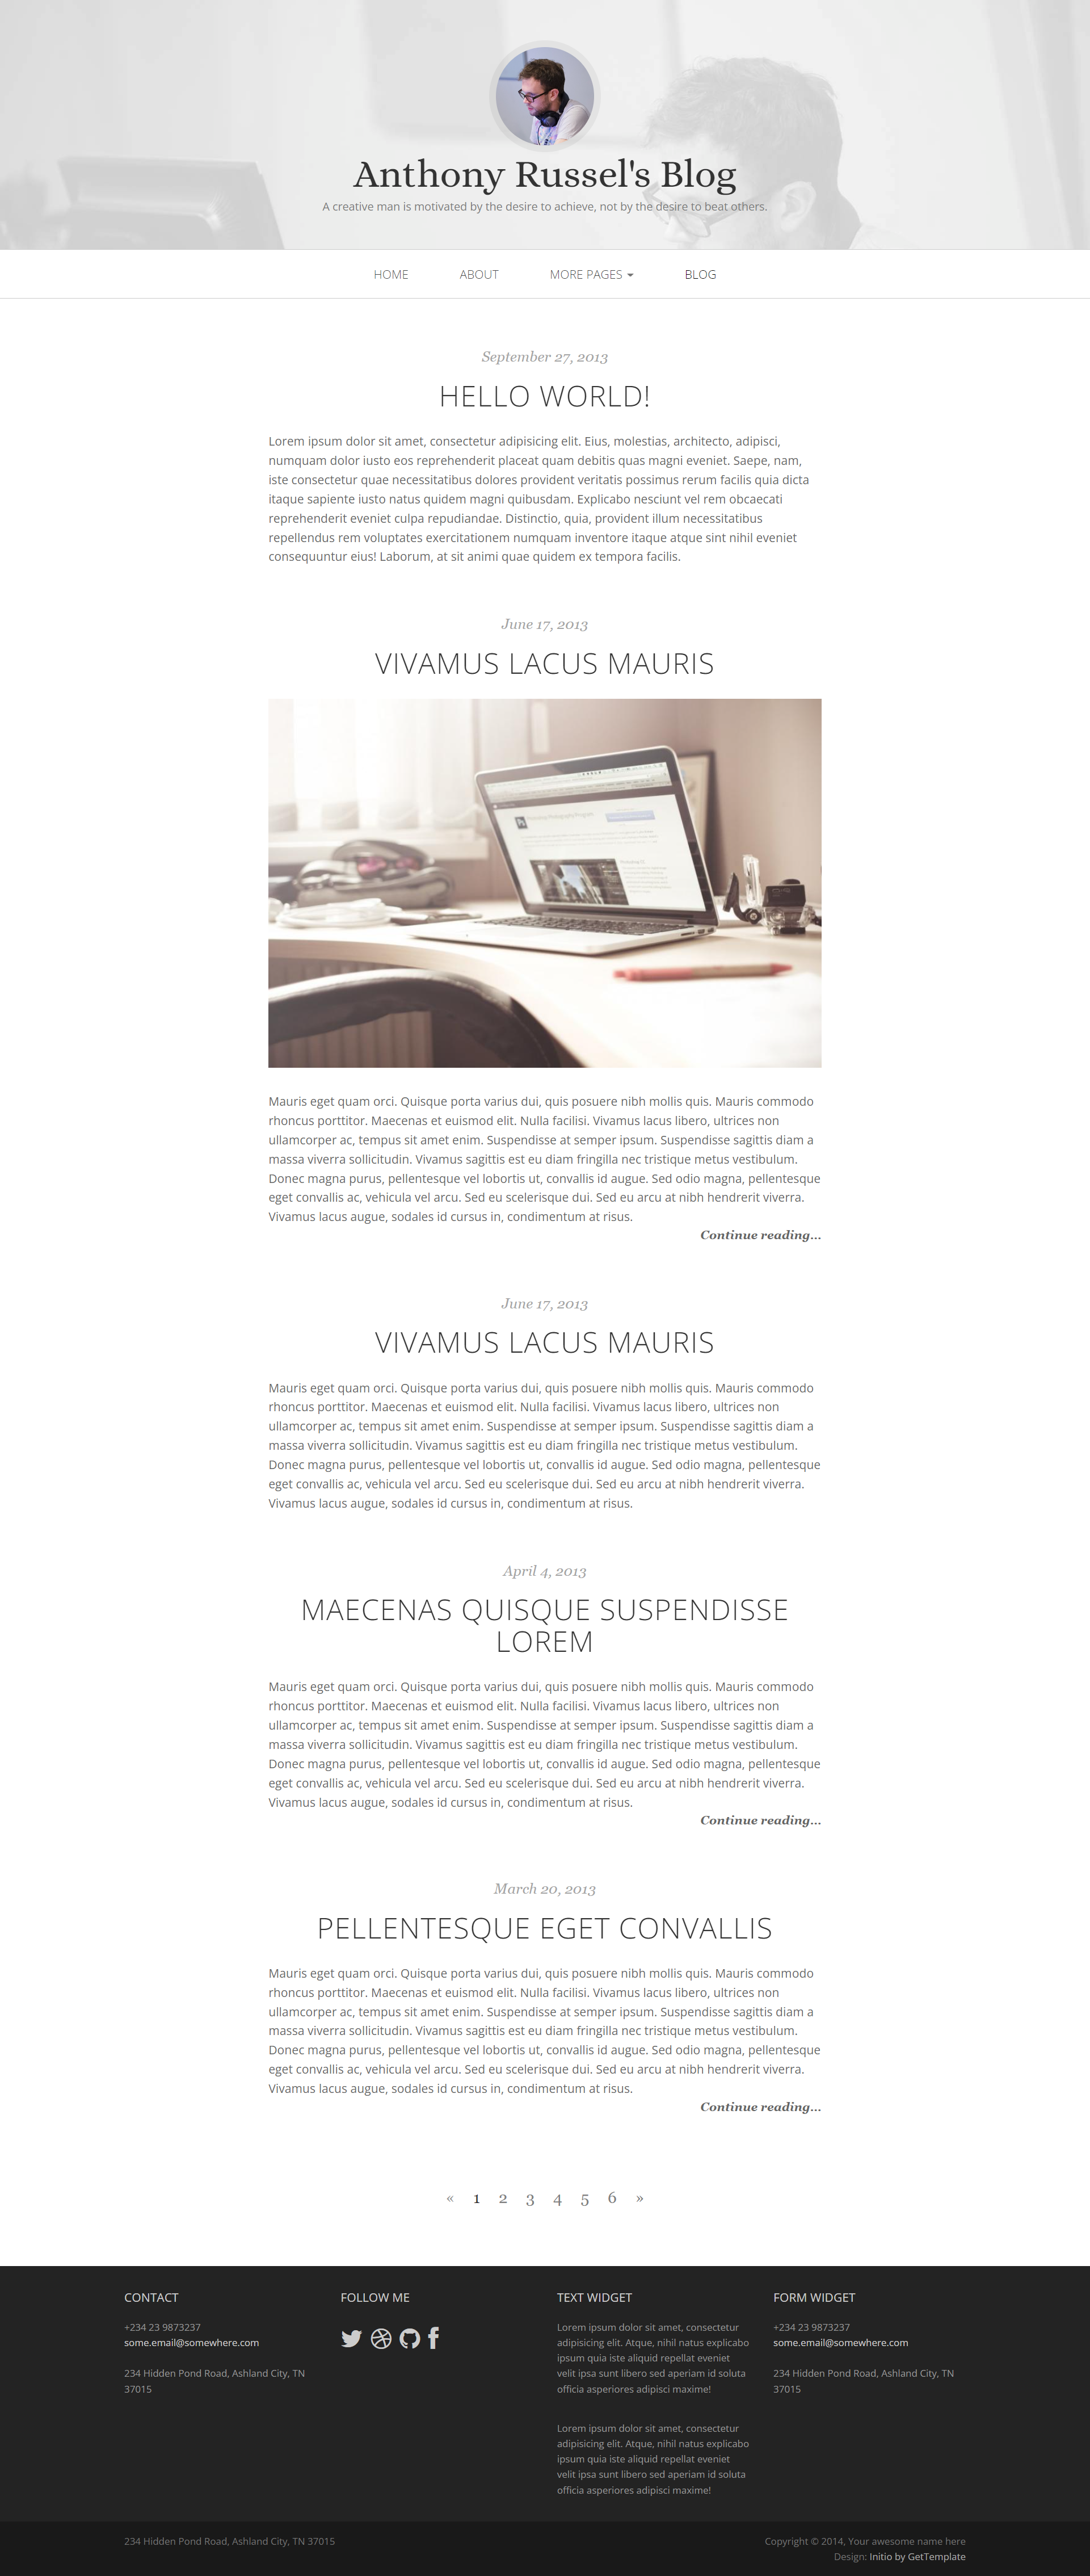 Anthony Russel's Blog
A creative man is motivated by the desire to achieve, not by the desire to beat others.
HOME ABOUT MORE PAGES BLOG
September 27, 2013
HELLO WORLD!
Lorem ipsum dolor sit amet, consectetur adipisicing elit. Eius, molestias, architecto, adipisci,
numquam dolor iusto eos reprehenderit placeat quam debitis quas magni eveniet. Saepe, nam,
iste consectetur quae necessitatibus dolores provident veritatis possimus rerum facilis quia dicta
itaque sapiente iusto natus quidem magni quibusdam. Explicabo nesciunt vel rem obcaecati
reprehenderit eveniet culpa repudiandae. Distinctio, quia, provident illum necessitatibus
repellendus rem voluptates exercitationem numquam inventore itaque atque sint nihil eveniet
consequuntur eius! Laborum, at sit animi quae quidem ex tempora facilis.
June 17, 2013
VIVAMUS LACUS MAURIS
Mauris eget quam orci. Quisque porta varius dui, quis posuere nibh mollis quis. Mauris commodo
rhoncus porttitor. Maecenas et euismod elit. Nulla facilisi. Vivamus lacus libero, ultrices non
ullamcorper ac, tempus sit amet enim. Suspendisse at semper ipsum. Suspendisse sagittis diam a
massa viverra sollicitudin. Vivamus sagittis est eu diam fringilla nec tristique metus vestibulum.
Donec magna purus, pellentesque vel lobortis ut, convallis id augue. Sed odio magna, pellentesque
eget convallis ac, vehicula vel arcu. Sed eu scelerisque dui. Sed eu arcu at nibh hendrerit viverra.
Vivamus lacus augue, sodales id cursus in, condimentum at risus.
Continue reading...
June 17, 2013
VIVAMUS LACUS MAURIS
Mauris eget quam orci. Quisque porta varius dui, quis posuere nibh mollis quis. Mauris commodo
rhoncus porttitor. Maecenas et euismod elit. Nulla facilisi. Vivamus lacus libero, ultrices non
ullamcorper ac, tempus sit amet enim. Suspendisse at semper ipsum. Suspendisse sagittis diam a
massa viverra sollicitudin. Vivamus sagittis est eu diam fringilla nec tristique metus vestibulum.
Donec magna purus, pellentesque vel lobortis ut, convallis id augue. Sed odio magna, pellentesque
eget convallis ac, vehicula vel arcu. Sed eu scelerisque dui. Sed eu arcu at nibh hendrerit viverra.
Vivamus lacus augue, sodales id cursus in, condimentum at risus.
April 4, 2013
MAECENAS QUISQUE SUSPENDISSE
LOREM
Mauris eget quam orci. Quisque porta varius dui, quis posuere nibh mollis quis. Mauris commodo
rhoncus porttitor. Maecenas et euismod elit. Nulla facilisi. Vivamus lacus libero, ultrices non
ullamcorper ac, tempus sit amet enim. Suspendisse at semper ipsum. Suspendisse sagittis diam a
massa viverra sollicitudin. Vivamus sagittis est eu diam fringilla nec tristique metus vestibulum.
Donec magna purus, pellentesque vel lobortis ut, convallis id augue. Sed odio magna, pellentesque
eget convallis ac, vehicula vel arcu. Sed eu scelerisque dui. Sed eu arcu at nibh hendrerit viverra.
Vivamus lacus augue, sodales id cursus in, condimentum at risus.
Continue reading...
March 20, 2013
PELLENTESQUE EGET CONVALLIS
Mauris eget quam orci. Quisque porta varius dui, quis posuere nibh mollis quis. Mauris commodo
rhoncus porttitor. Maecenas et euismod elit. Nulla facilisi. Vivamus lacus libero, ultrices non
ullamcorper ac, tempus sit amet enim. Suspendisse at semper ipsum. Suspendisse sagittis diam a
massa viverra sollicitudin. Vivamus sagittis est eu diam fringilla nec tristique metus vestibulum.
Donec magna purus, pellentesque vel lobortis ut, convallis id augue. Sed odio magna, pellentesque
eget convallis ac, vehicula vel arcu. Sed eu scelerisque dui. Sed eu arcu at nibh hendrerit viverra.
Vivamus lacus augue, sodales id cursus in, condimentum at risus.
Continue reading...
« 1 2 3 4 5 6 »
CONTACT
+234 23 9873237
some.email@somewhere.com
234 Hidden Pond Road, Ashland City, TN
37015
FOLLOW ME
TEXT WIDGET
Lorem ipsum dolor sit amet, consectetur
adipisicing elit. Atque, nihil natus explicabo
ipsum quia iste aliquid repellat eveniet
velit ipsa sunt libero sed aperiam id soluta
officia asperiores adipisci maxime!
Lorem ipsum dolor sit amet, consectetur
adipisicing elit. Atque, nihil natus explicabo
ipsum quia iste aliquid repellat eveniet
velit ipsa sunt libero sed aperiam id soluta
officia asperiores adipisci maxime!
FORM WIDGET
+234 23 9873237
some.email@somewhere.com
234 Hidden Pond Road, Ashland City, TN
37015
234 Hidden Pond Road, Ashland City, TN 37015
Copyright © 2014, Your awesome name here
Design: Initio by GetTemplate